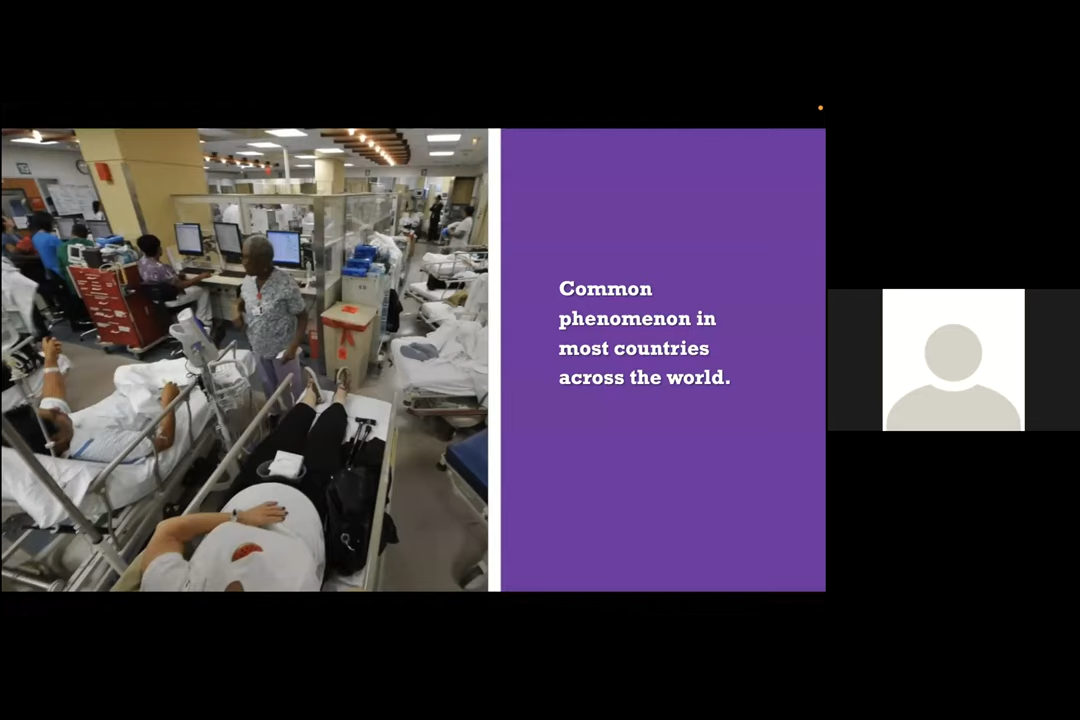 Common
phenomenon in
most countries
across the world.